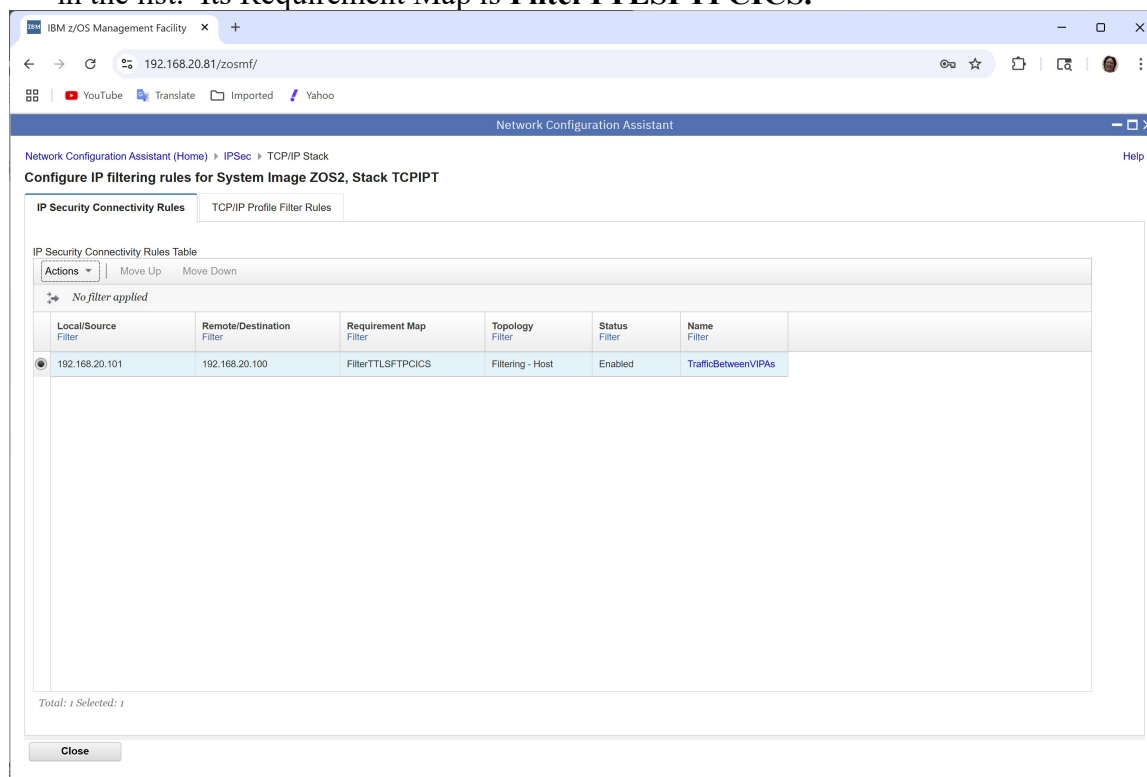 in the list. Its Requirement Map is FilterTTLSFTPCICS.
IBM IBM z/OS Management Facility
192.168.20.81/zosmf/
YouTube Translate Imported Yahoo
Network Configuration Assistant
Network Configuration Assistant (Home) IPSec TCP/IP Stack Help
Configure IP filtering rules for System Image ZOS2, Stack TCPIPT
IP Security Connectivity Rules TCP/IP Profile Filter Rules
IP Security Connectivity Rules Table
Actions Move Up Move Down
No filter applied
Local/Source Remote/Destination Requirement Map Topology Status Name
Filter Filter Filter Filter Filter Filter
192.168.20.101 192.168.20.100 FilterTTLSFTPCICS Filtering - Host Enabled TrafficBetweenVIPAs
Total: 1 Selected: 1
Close